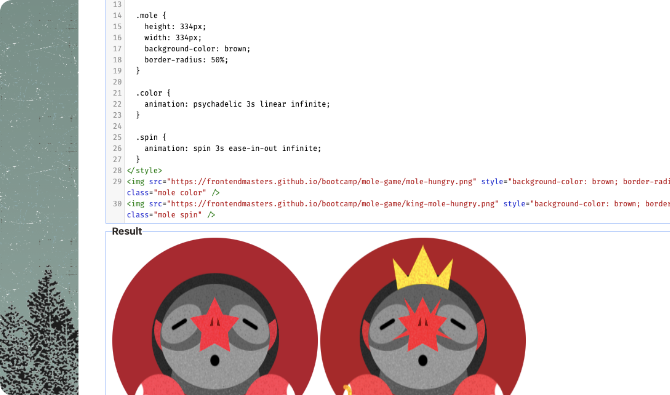 13
14 .mole {
15 height: 334px;
16 width: 334px;
17 background-color: brown;
18 border-radius: 50%;
19 }
20
21 .color {
22 animation: psychadelic 3s linear infinite;
23 }
24
25 .spin {
26 animation: spin 3s ease-in-out infinite;
27 }
28 </style>
29 <img src="https://frontendmasters.github.io/bootcamp/mole-game/mole-hungry.png" style="background-color: brown; border-radi
class="mole color" />
30 <img src="https://frontendmasters.github.io/bootcamp/mole-game/king-mole-hungry.png" style="background-color: brown; border
class="mole spin" />
Result